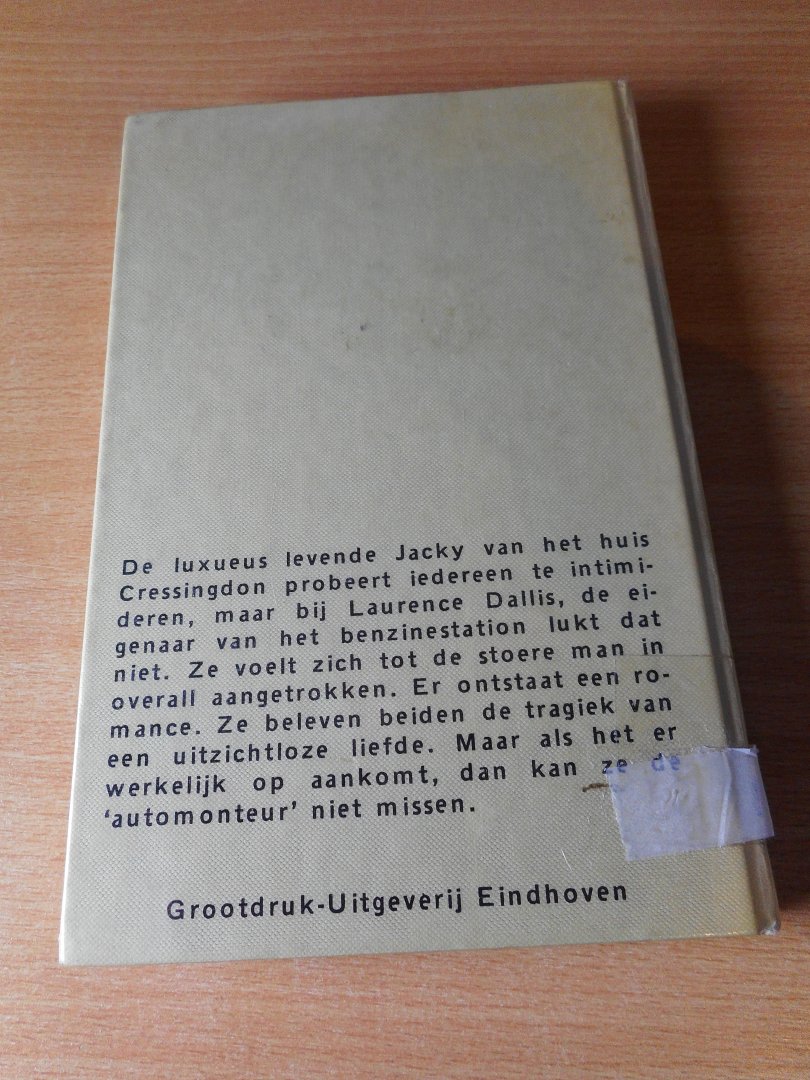 De luxueus levende Jacky van het huis
Cressingdon probeert iedereen te intimi-
deren, maar bij Laurence Dallis, de ei-
genaar van het benzinestation lukt dat
niet. Ze voelt zich tot de stoere man in
overall aangetrokken. Er ontstaat een ro-
mance. Ze beleven beiden de tragiek van
een uitzichtloze liefde. Maar als het er
werkelijk op aankomt, dan kan ze de
‘automonteur’ niet missen.
Grootdruk-Uitgeverij Eindhoven